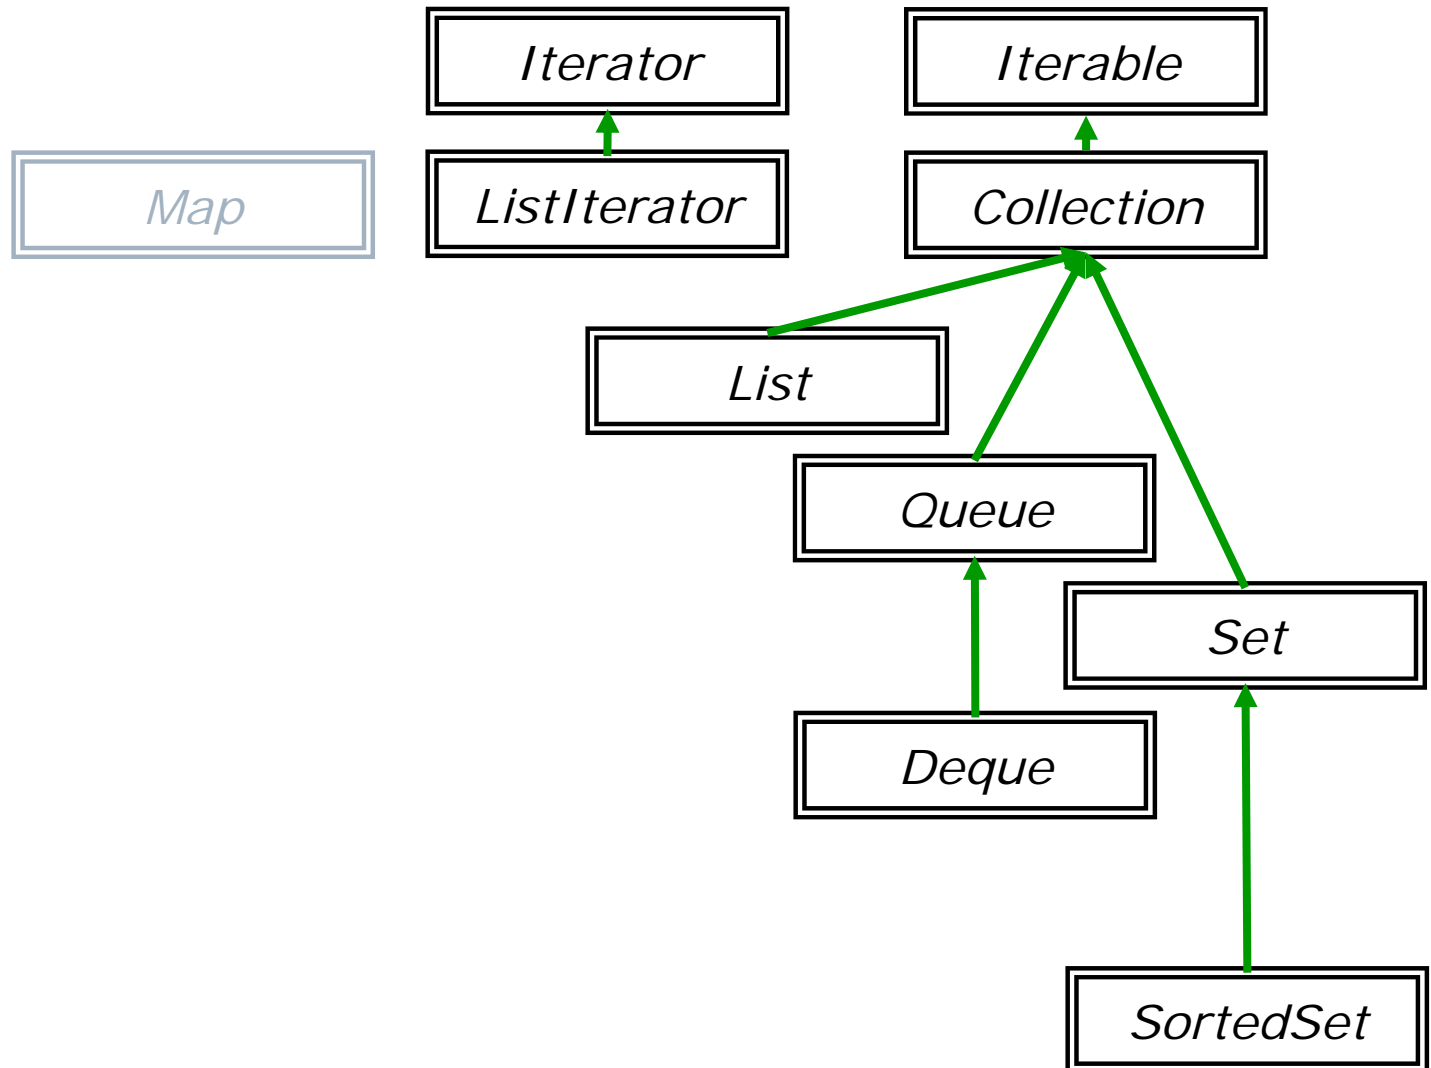 Iterator
Iterable
Map
ListIterator
Collection
List
Queue
Set
Deque
SortedSet